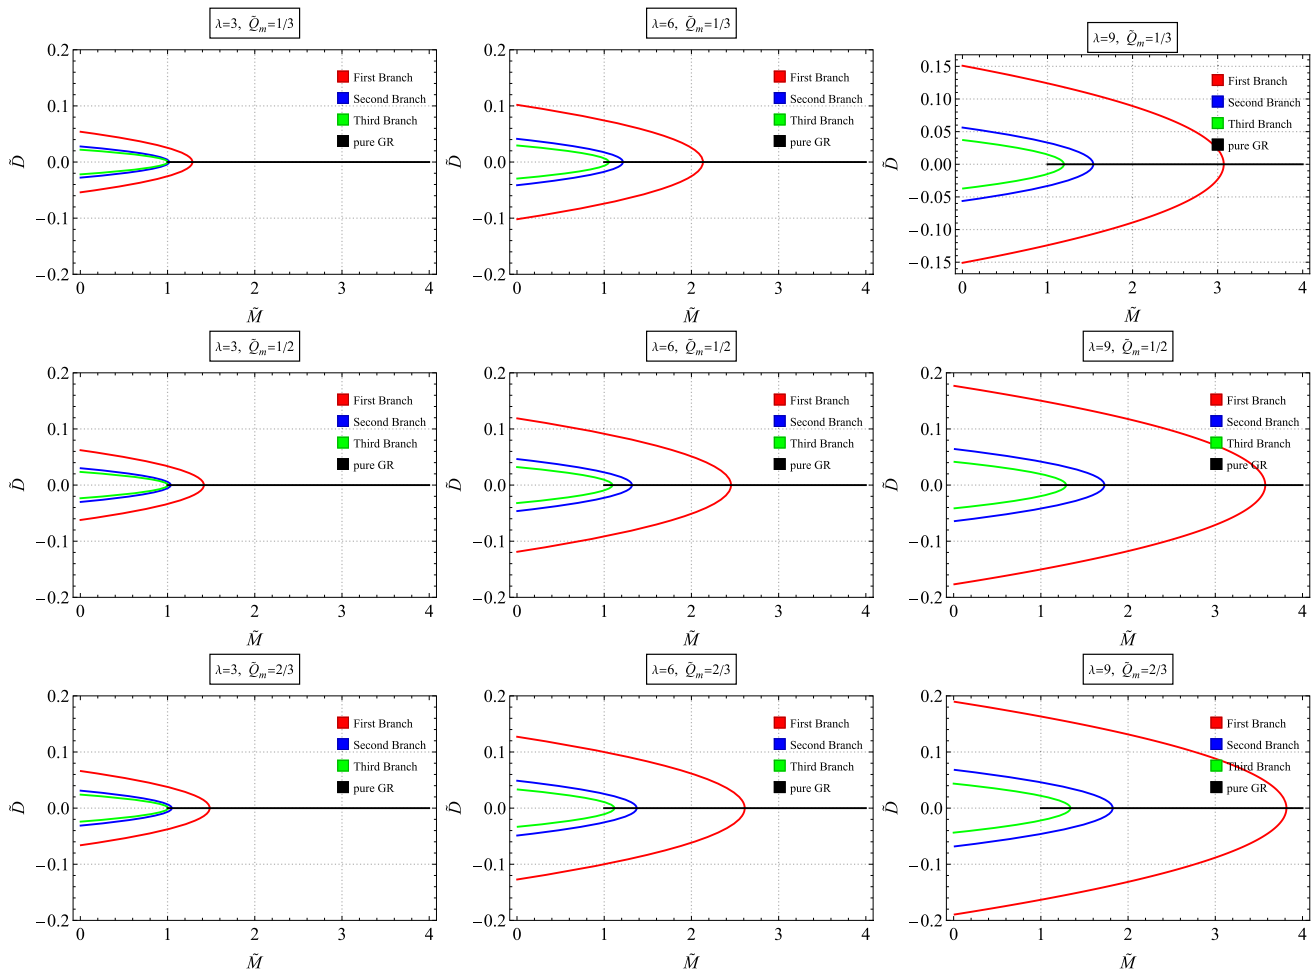 λ=3, Q̃ₘ=1/3
0.2
0.1
0.0
−0.1
−0.2
D̃
First Branch
Second Branch
Third Branch
pure GR
0 1 2 3 4
M̃
λ=6, Q̃ₘ=1/3
0.2
0.1
0.0
−0.1
−0.2
D̃
First Branch
Second Branch
Third Branch
pure GR
0 1 2 3 4
M̃
λ=9, Q̃ₘ=1/3
0.15
0.10
0.05
0.00
−0.05
−0.10
−0.15
D̃
First Branch
Second Branch
Third Branch
pure GR
0 1 2 3 4
M̃
λ=3, Q̃ₘ=1/2
0.2
0.1
0.0
−0.1
−0.2
D̃
First Branch
Second Branch
Third Branch
pure GR
0 1 2 3 4
M̃
λ=6, Q̃ₘ=1/2
0.2
0.1
0.0
−0.1
−0.2
D̃
First Branch
Second Branch
Third Branch
pure GR
0 1 2 3 4
M̃
λ=9, Q̃ₘ=1/2
0.2
0.1
0.0
−0.1
−0.2
D̃
First Branch
Second Branch
Third Branch
pure GR
0 1 2 3 4
M̃
λ=3, Q̃ₘ=2/3
0.2
0.1
0.0
−0.1
−0.2
D̃
First Branch
Second Branch
Third Branch
pure GR
0 1 2 3 4
M̃
λ=6, Q̃ₘ=2/3
0.2
0.1
0.0
−0.1
−0.2
D̃
First Branch
Second Branch
Third Branch
pure GR
0 1 2 3 4
M̃
λ=9, Q̃ₘ=2/3
0.2
0.1
0.0
−0.1
−0.2
D̃
First Branch
Second Branch
Third Branch
pure GR
0 1 2 3 4
M̃